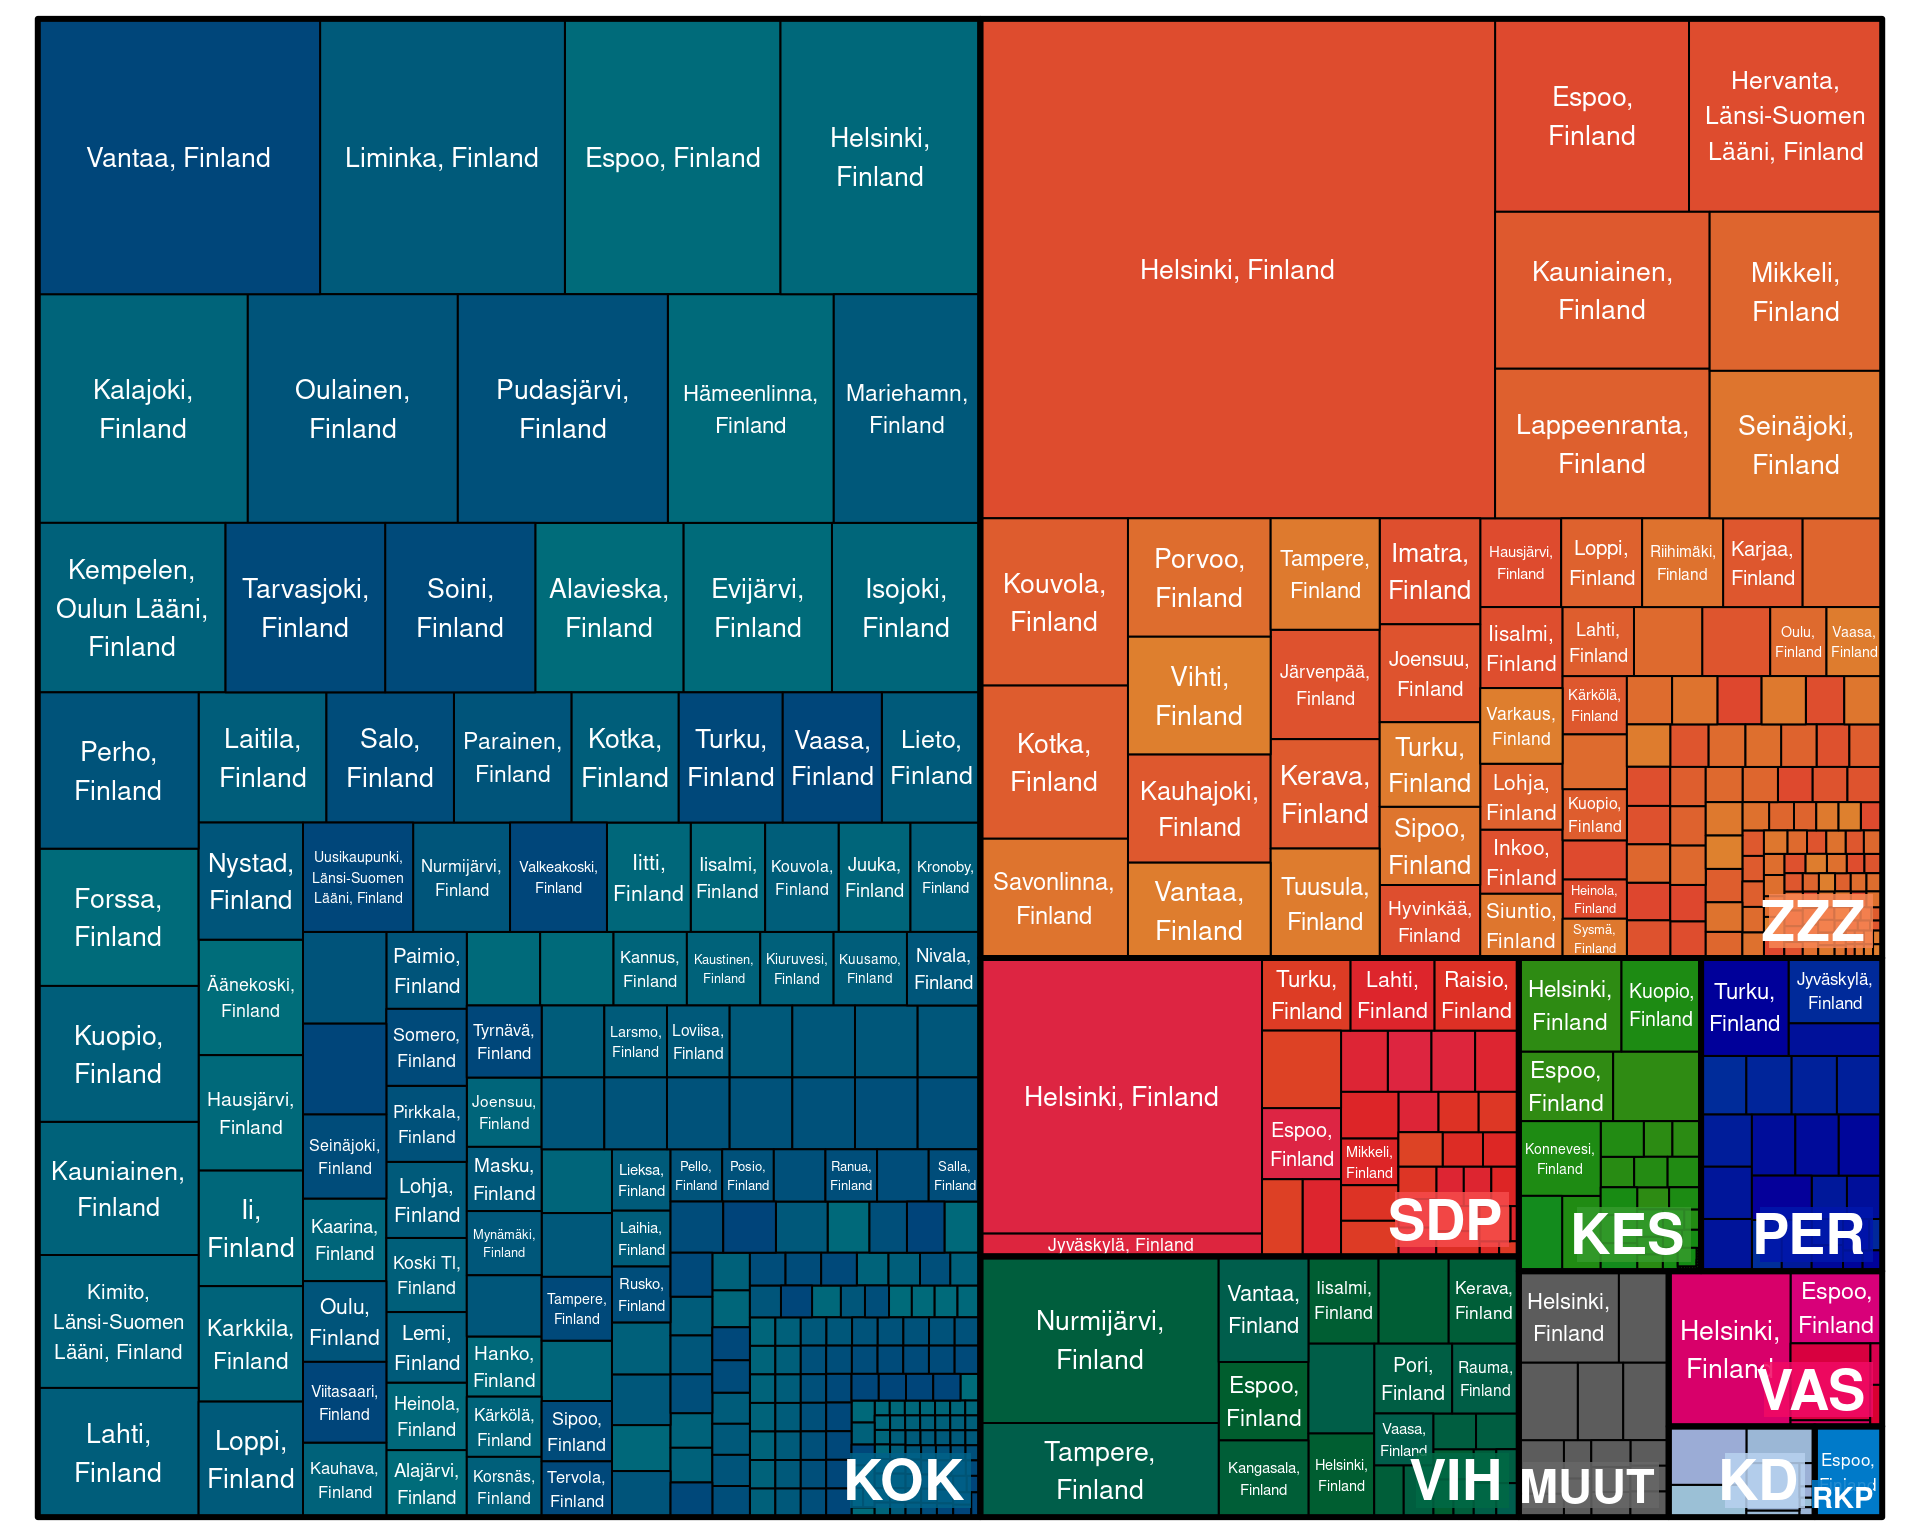 Vantaa, Finland
Liminka, Finland
Espoo, Finland
Helsinki,
Finland
Kalajoki,
Finland
Oulainen,
Finland
Pudasjärvi,
Finland
Hämeenlinna,
Finland
Mariehamn,
Finland
Kempelen,
Oulun Lääni,
Finland
Tarvasjoki,
Finland
Soini,
Finland
Alavieska,
Finland
Evijärvi,
Finland
Isojoki,
Finland
Perho,
Finland
Laitila,
Finland
Salo,
Finland
Parainen,
Finland
Kotka,
Finland
Turku,
Finland
Vaasa,
Finland
Lieto,
Finland
Forssa,
Finland
Nystad,
Finland
Uusikaupunki,
Länsi-Suomen
Lääni, Finland
Nurmijärvi,
Finland
Valkeakoski,
Finland
Iitti,
Finland
Iisalmi,
Finland
Kouvola,
Finland
Juuka,
Finland
Kronoby,
Finland
Kuopio,
Finland
Äänekoski,
Finland
Paimio,
Finland
Kannus,
Finland
Kaustinen,
Finland
Kiuruvesi,
Finland
Kuusamo,
Finland
Nivala,
Finland
Somero,
Finland
Tyrnävä,
Finland
Larsmo,
Finland
Loviisa,
Finland
Kauniainen,
Finland
Hausjärvi,
Finland
Seinäjoki,
Finland
Pirkkala,
Finland
Joensuu,
Finland
Ii,
Finland
Kaarina,
Finland
Lohja,
Finland
Masku,
Finland
Lieksa,
Finland
Pello,
Finland
Posio,
Finland
Ranua,
Finland
Salla,
Finland
Kimito,
Länsi-Suomen
Lääni, Finland
Koski Tl,
Finland
Mynämäki,
Finland
Laihia,
Finland
Karkkila,
Finland
Oulu,
Finland
Lemi,
Finland
Hanko,
Finland
Tampere,
Finland
Rusko,
Finland
Lahti,
Finland
Loppi,
Finland
Viitasaari,
Finland
Heinola,
Finland
Kärkölä,
Finland
Sipoo,
Finland
Kauhava,
Finland
Alajärvi,
Finland
Korsnäs,
Finland
Tervola,
Finland
KOK
Helsinki, Finland
Espoo,
Finland
Hervanta,
Länsi-Suomen
Lääni, Finland
Kauniainen,
Finland
Mikkeli,
Finland
Lappeenranta,
Finland
Seinäjoki,
Finland
Kouvola,
Finland
Porvoo,
Finland
Tampere,
Finland
Imatra,
Finland
Hausjärvi,
Finland
Loppi,
Finland
Riihimäki,
Finland
Karjaa,
Finland
Vihti,
Finland
Järvenpää,
Finland
Joensuu,
Finland
Iisalmi,
Finland
Lahti,
Finland
Oulu,
Finland
Vaasa,
Finland
Kotka,
Finland
Kauhajoki,
Finland
Kerava,
Finland
Turku,
Finland
Varkaus,
Finland
Kärkölä,
Finland
Lohja,
Finland
Kuopio,
Finland
Savonlinna,
Finland
Vantaa,
Finland
Tuusula,
Finland
Sipoo,
Finland
Hyvinkää,
Finland
Inkoo,
Finland
Siuntio,
Finland
Heinola,
Finland
Sysmä,
Finland
ZZZ
Helsinki, Finland
Turku,
Finland
Lahti,
Finland
Raisio,
Finland
Espoo,
Finland
Mikkeli,
Finland
Jyväskylä, Finland
SDP
Helsinki,
Finland
Kuopio,
Finland
Espoo,
Finland
Konnevesi,
Finland
KES
Turku,
Finland
Jyväskylä,
Finland
PER
Nurmijärvi,
Finland
Vantaa,
Finland
Iisalmi,
Finland
Kerava,
Finland
Espoo,
Finland
Pori,
Finland
Rauma,
Finland
Tampere,
Finland
Kangasala,
Finland
Helsinki,
Finland
Vaasa,
Finland
VIH
Helsinki,
Finland
MUUT
Helsinki,
Finland
Espoo,
Finland
VAS
KD
Espoo,
Finland
RKP